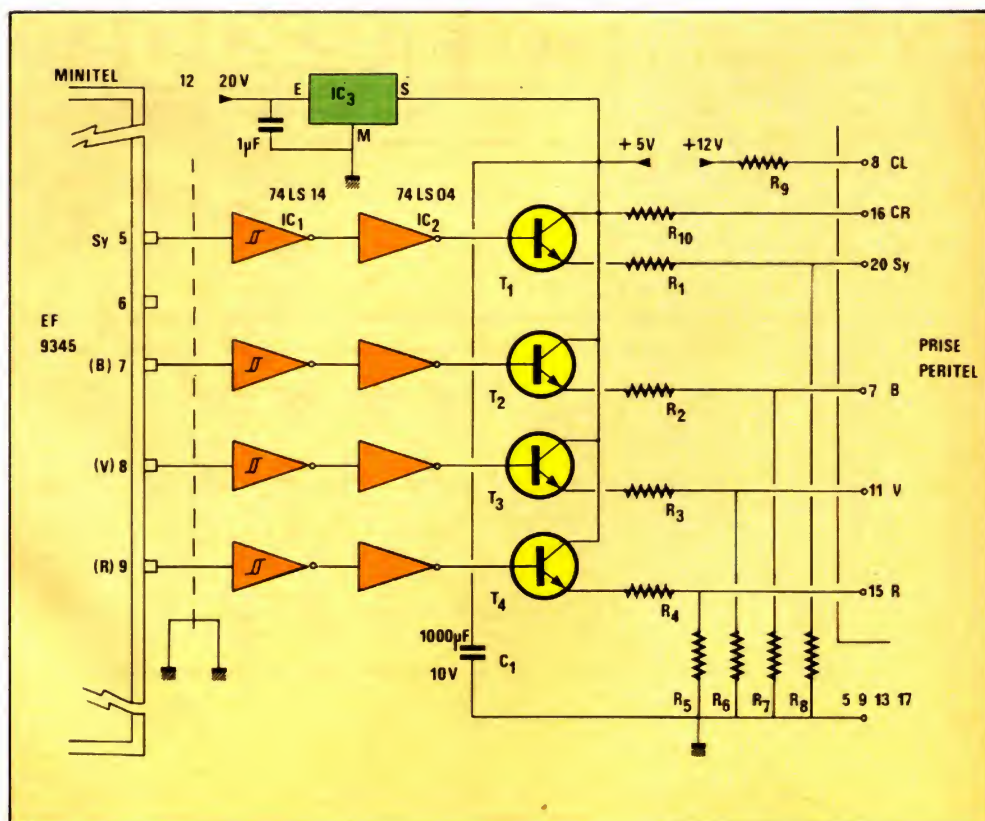 MINITEL
12 20 V
E IC3 S
M
1µF
+ 5V +12V
R9
8 CL
74 LS 14
IC1
74 LS 04
IC2
R10
16 CR
Sy 5
T1
R1
20 Sy
6
EF
9345
PRISE
PERITEL
(B) 7
T2
R2
7 B
(V) 8
T3
R3
11 V
(R) 9
T4
R4
15 R
1000µF
10V
C1
R5 R6 R7 R8
5 9 13 17